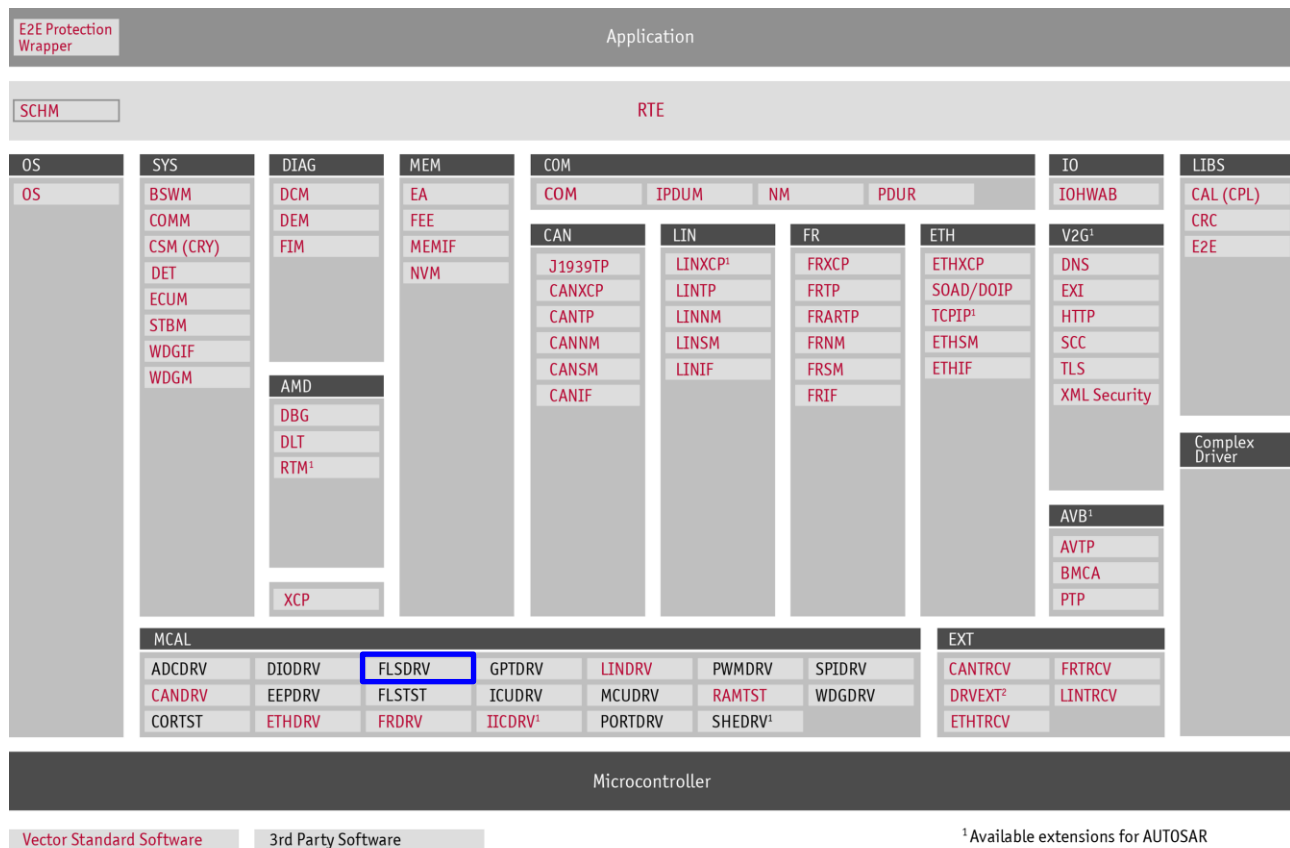 E2E Protection
Wrapper
Application
SCHM
RTE
OS
OS
SYS
BSWM
COMM
CSM (CRY)
DET
ECUM
STBM
WDGIF
WDGM
DIAG
DCM
DEM
FIM
AMD
DBG
DLT
RTM¹
XCP
MEM
EA
FEE
MEMIF
NVM
COM
COM IPDUM NM PDUR
CAN
J1939TP
CANXCP
CANTP
CANNM
CANSM
CANIF
LIN
LINXCP¹
LINTP
LINNM
LINSM
LINIF
FR
FRXCP
FRTP
FRARTP
FRNM
FRSM
FRIF
ETH
ETHXCP
SOAD/DOIP
TCPIP¹
ETHSM
ETHIF
IO
IOHWAB
V2G¹
DNS
EXI
HTTP
SCC
TLS
XML Security
AVB¹
AVTP
BMCA
PTP
LIBS
CAL (CPL)
CRC
E2E
Complex
Driver
MCAL
ADCDRV DIODRV FLSDRV GPTDRV LINDRV PWMDRV SPIDRV
CANDRV EEPDRV FLSTST ICUDRV MCUDRV RAMTST WDGDRV
CORTST ETHDRV FRDRV IICDRV¹ PORTDRV SHEDRV¹
EXT
CANTRCV FRTRCV
DRVEXT² LINTRCV
ETHTRCV
Microcontroller
Vector Standard Software 3rd Party Software
¹ Available extensions for AUTOSAR